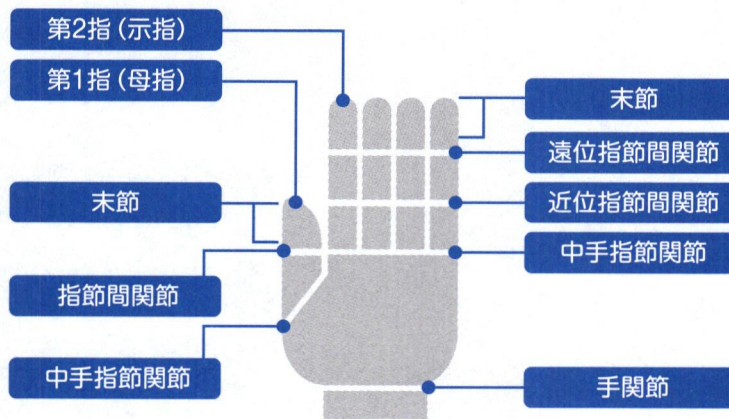 第2指(示指)
第1指(母指)
末節
指節間関節
中手指節関節
末節
遠位指節間関節
近位指節間関節
中手指節関節
手関節